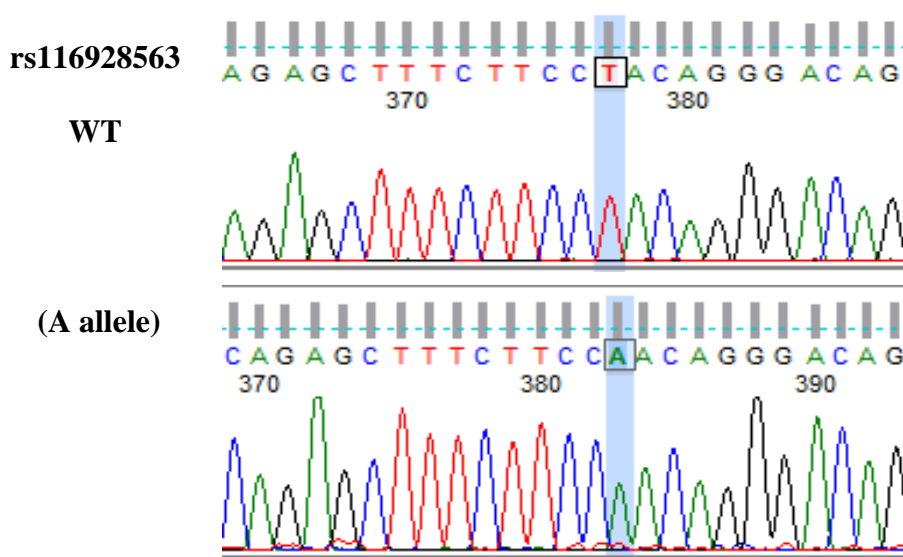 rs116928563
WT
A G A G C T T T C T T C C T A C A G G G A C A G
370 380
(A allele)
C A G A G C T T T C T T C C A A C A G G G A C A G
370 380 390